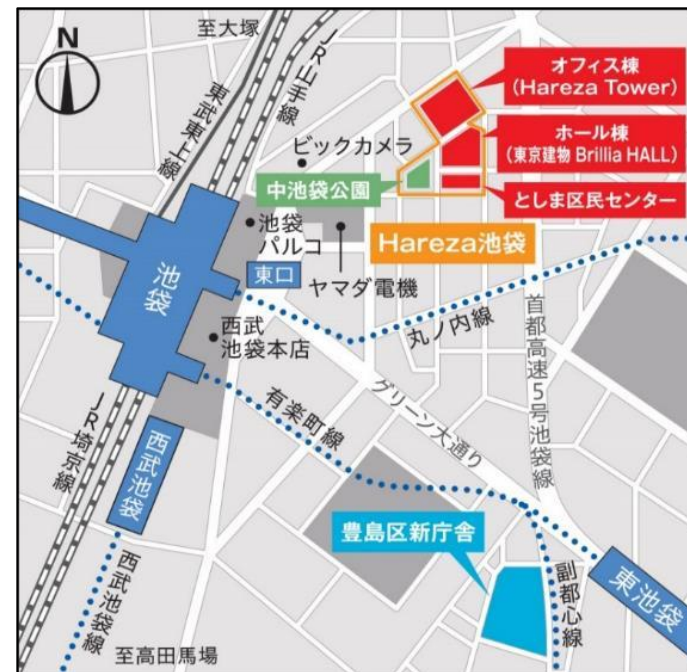 N
至大塚
東武東上線
JR山手線
オフィス棟
(Hareza Tower)
ビックカメラ
ホール棟
(東京建物 Brillia HALL)
中池袋公園
としま区民センター
池袋
パルコ
Hareza池袋
池袋
東口
ヤマダ電機
西武
池袋本店
丸ノ内線
首都高速5号池袋線
グリーン大通り
有楽町線
JR埼京線
西武池袋
豊島区新庁舎
東池袋
副都心線
西武池袋線
至高田馬場